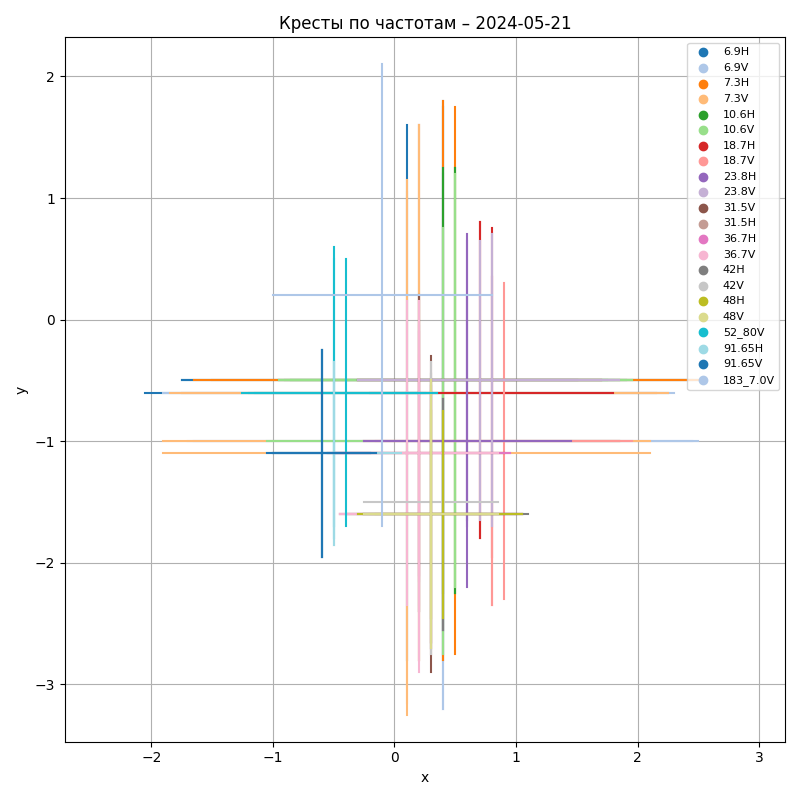 Кресты по частотам – 2024-05-21
6.9H
6.9V
7.3H
7.3V
10.6H
10.6V
18.7H
18.7V
23.8H
23.8V
31.5V
31.5H
36.7H
36.7V
42H
42V
48H
48V
52_80V
91.65H
91.65V
183_7.0V
y
2
1
0
−1
−2
−3
−2
−1
0
1
2
3
x